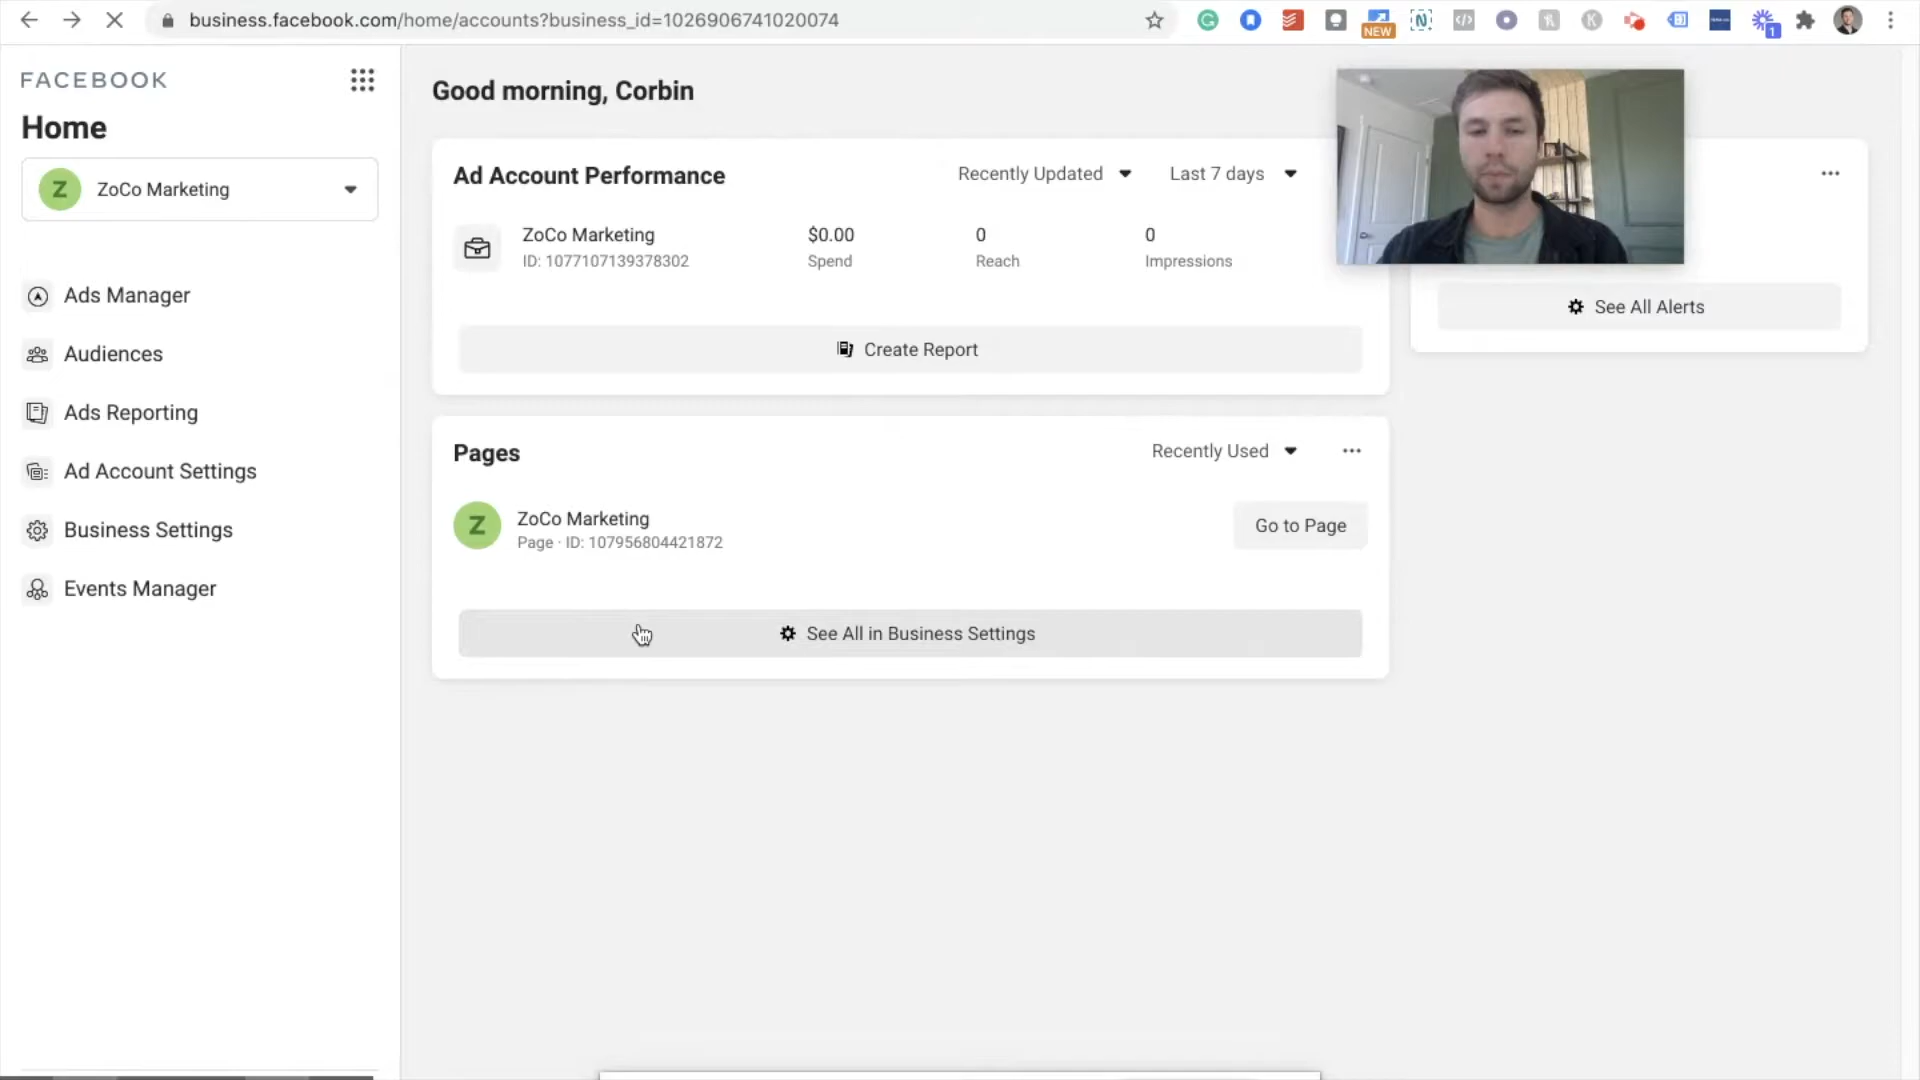 business.facebook.com/home/accounts?business_id=1026906741020074
NEW
1
FACEBOOK
Home
Z
ZoCo Marketing
Ads Manager
Audiences
Ads Reporting
Ad Account Settings
Business Settings
Events Manager
Good morning, Corbin
Ad Account Performance
Recently Updated
Last 7 days
ZoCo Marketing
ID: 1077107139378302
$0.00
Spend
0
Reach
0
Impressions
Create Report
See All Alerts
Pages
Recently Used
Z
ZoCo Marketing
Page · ID: 107956804421872
Go to Page
See All in Business Settings